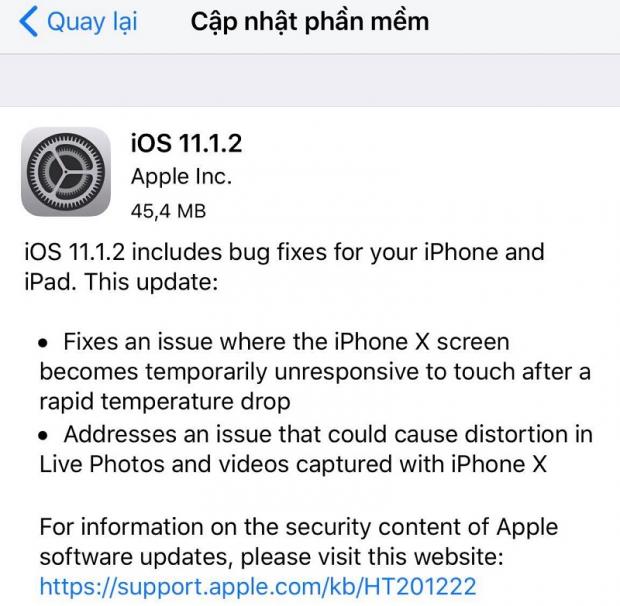 Quay lại
Cập nhật phần mềm
iOS 11.1.2
Apple Inc.
45,4 MB
iOS 11.1.2 includes bug fixes for your iPhone and
iPad. This update:
• Fixes an issue where the iPhone X screen
becomes temporarily unresponsive to touch after a
rapid temperature drop
• Addresses an issue that could cause distortion in
Live Photos and videos captured with iPhone X
For information on the security content of Apple
software updates, please visit this website:
https://support.apple.com/kb/HT201222